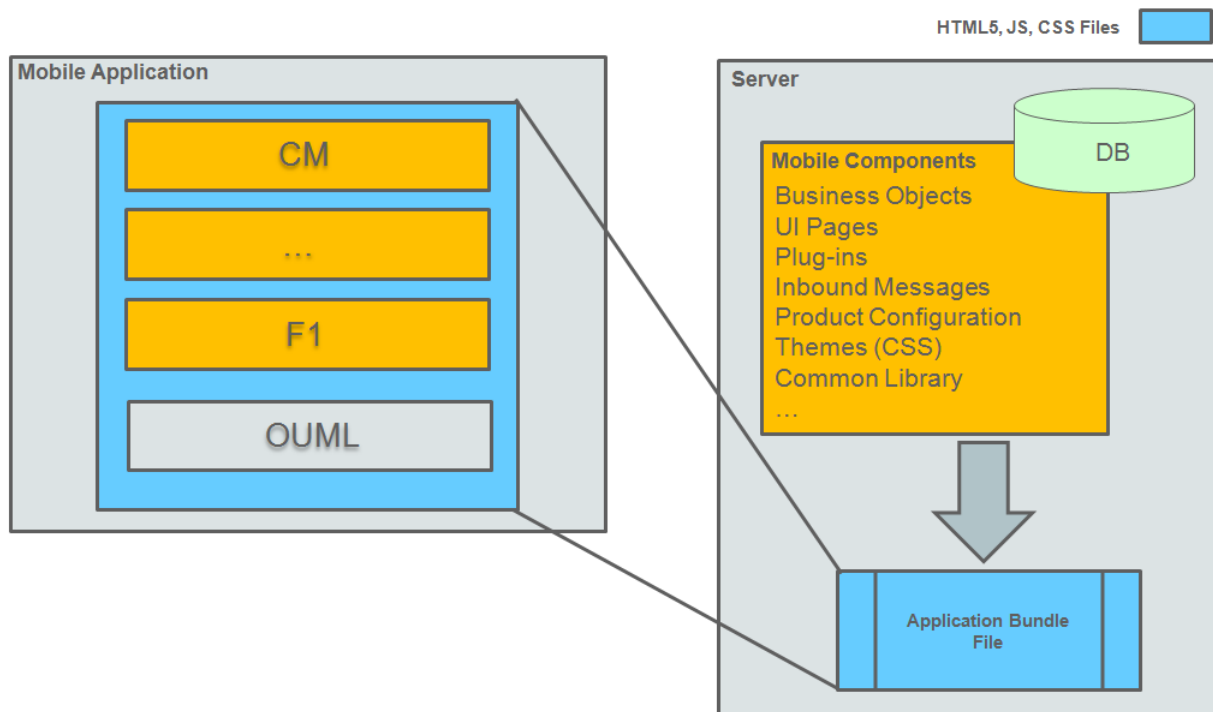 HTML5, JS, CSS Files
Mobile Application
CM
...
F1
OUML
Server
DB
Mobile Components
Business Objects
UI Pages
Plug-ins
Inbound Messages
Product Configuration
Themes (CSS)
Common Library
...
Application Bundle
File